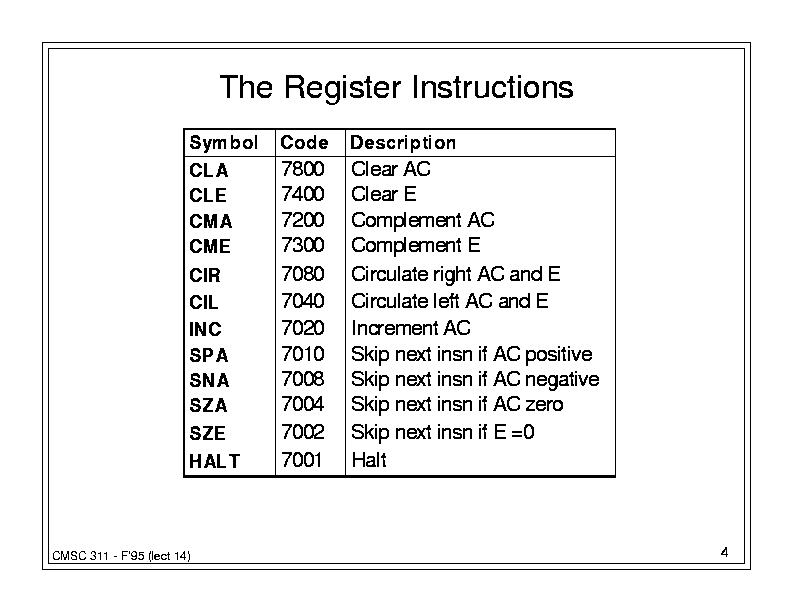 The Register Instructions
Symbol Code Description
CLA 7800 Clear AC
CLE 7400 Clear E
CMA 7200 Complement AC
CME 7300 Complement E
CIR 7080 Circulate right AC and E
CIL 7040 Circulate left AC and E
INC 7020 Increment AC
SPA 7010 Skip next insn if AC positive
SNA 7008 Skip next insn if AC negative
SZA 7004 Skip next insn if AC zero
SZE 7002 Skip next insn if E =0
HALT 7001 Halt
CMSC 311 - F'95 (lect 14) 4